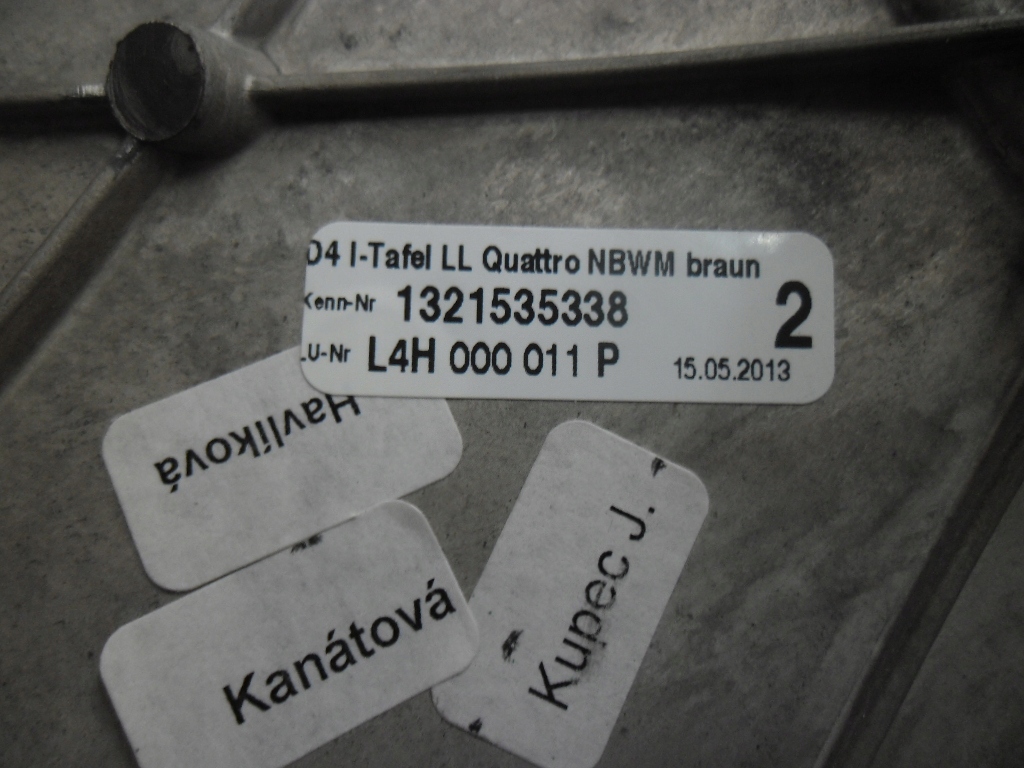 D4 I-Tafel LL Quattro NBWM braun
Kenn-Nr 1321535338
2
LU-Nr L4H 000 011 P 15.05.2013
Havlíková
Kanátová
Kupec J.